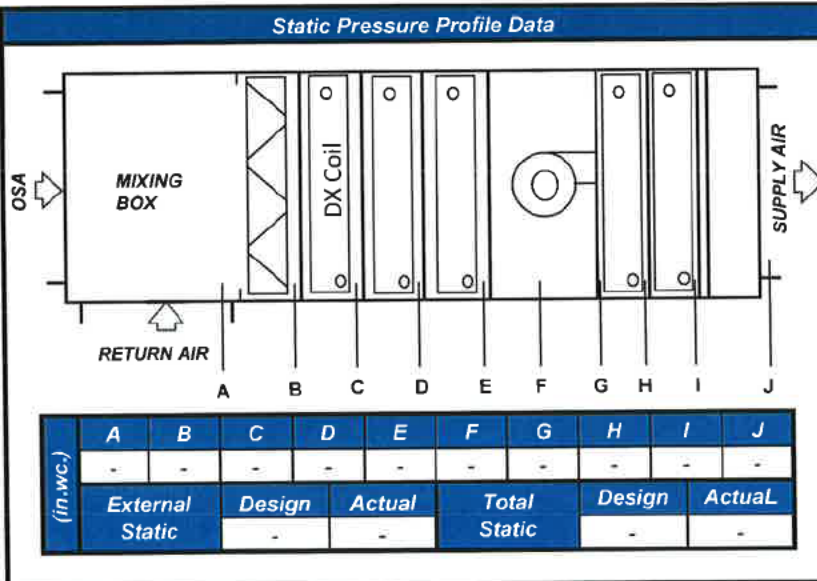 Static Pressure Profile Data
OSA
MIXING
BOX
DX Coil
SUPPLY AIR
RETURN AIR
A B C D E F G H I J
(in.wc.)
A B C D E F G H I J
- - - - - - - - - -
External Static Design Actual Total Static Design ActuaL
- - - -